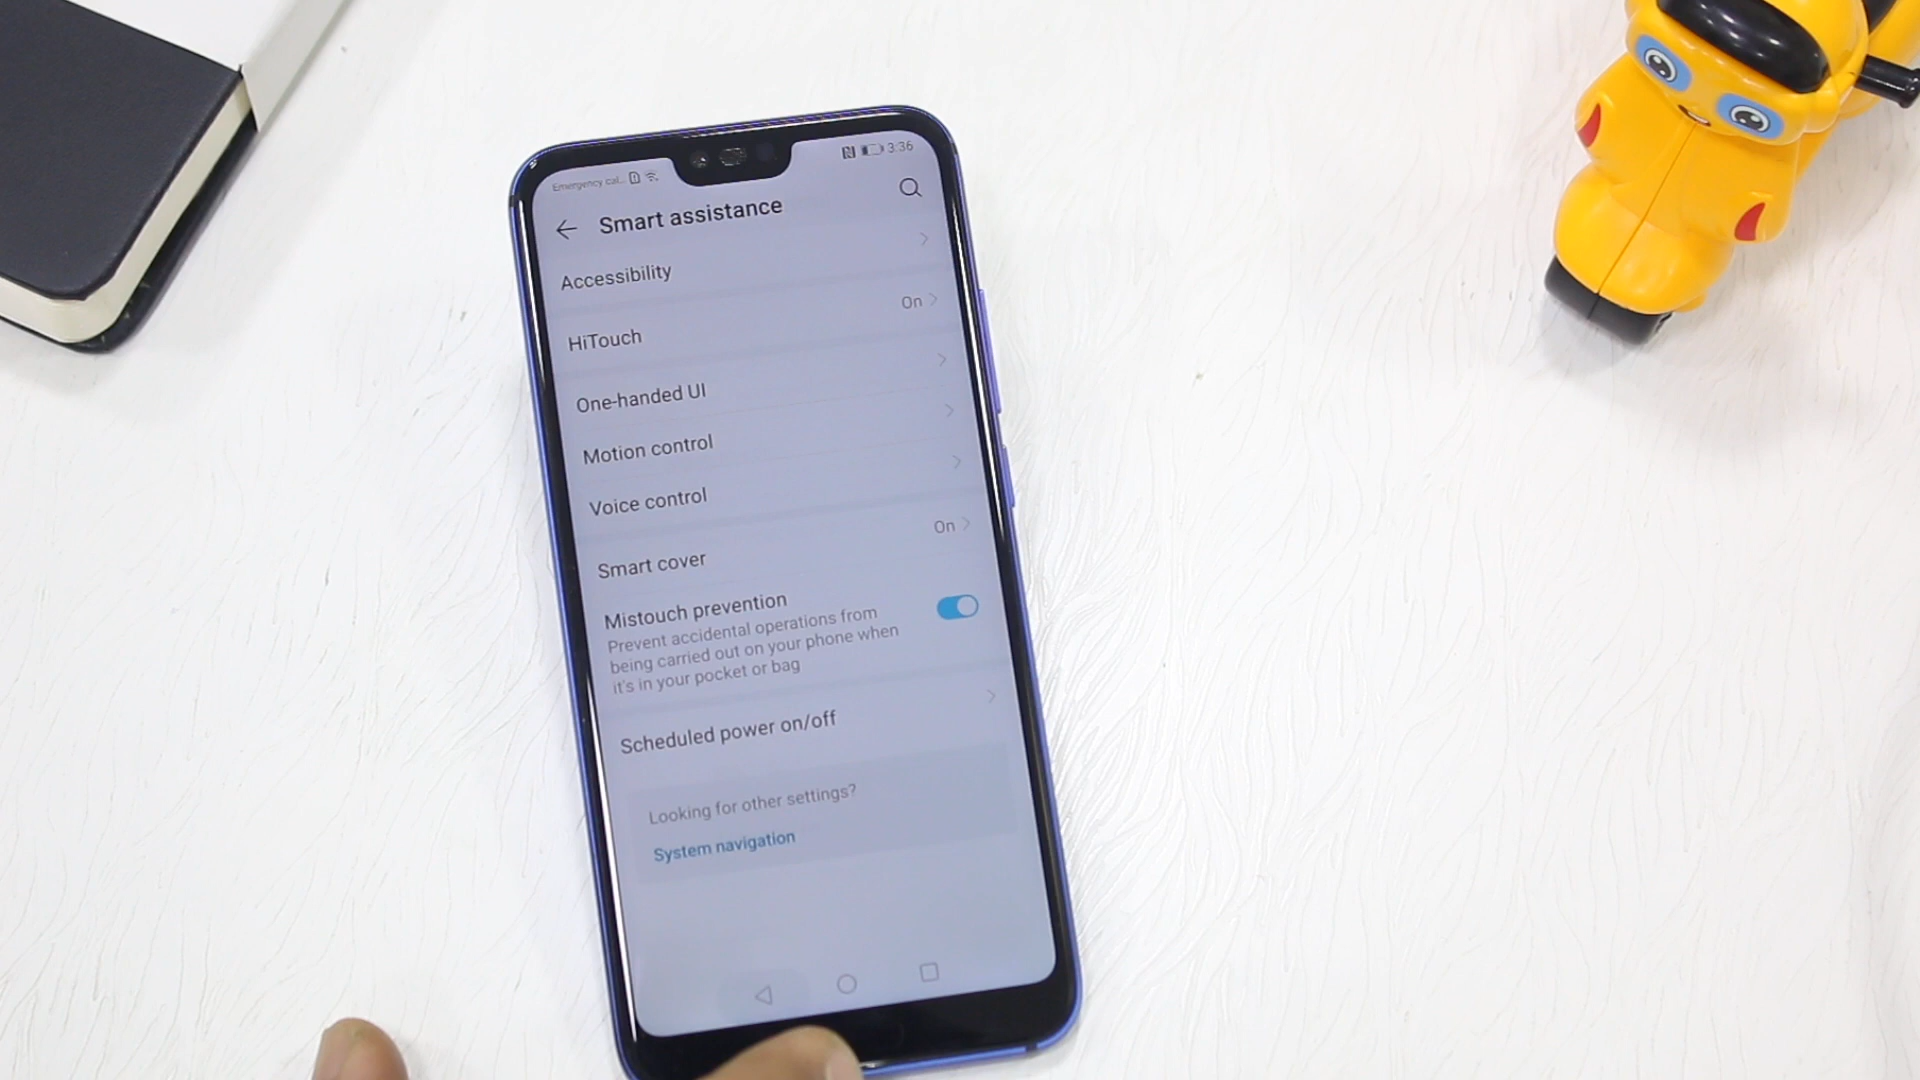 Emergency cal... 3:36
Smart assistance
Accessibility
HiTouch On
One-handed UI
Motion control
Voice control
Smart cover On
Mistouch prevention
Prevent accidental operations from
being carried out on your phone when
it's in your pocket or bag
Scheduled power on/off
Looking for other settings?
System navigation